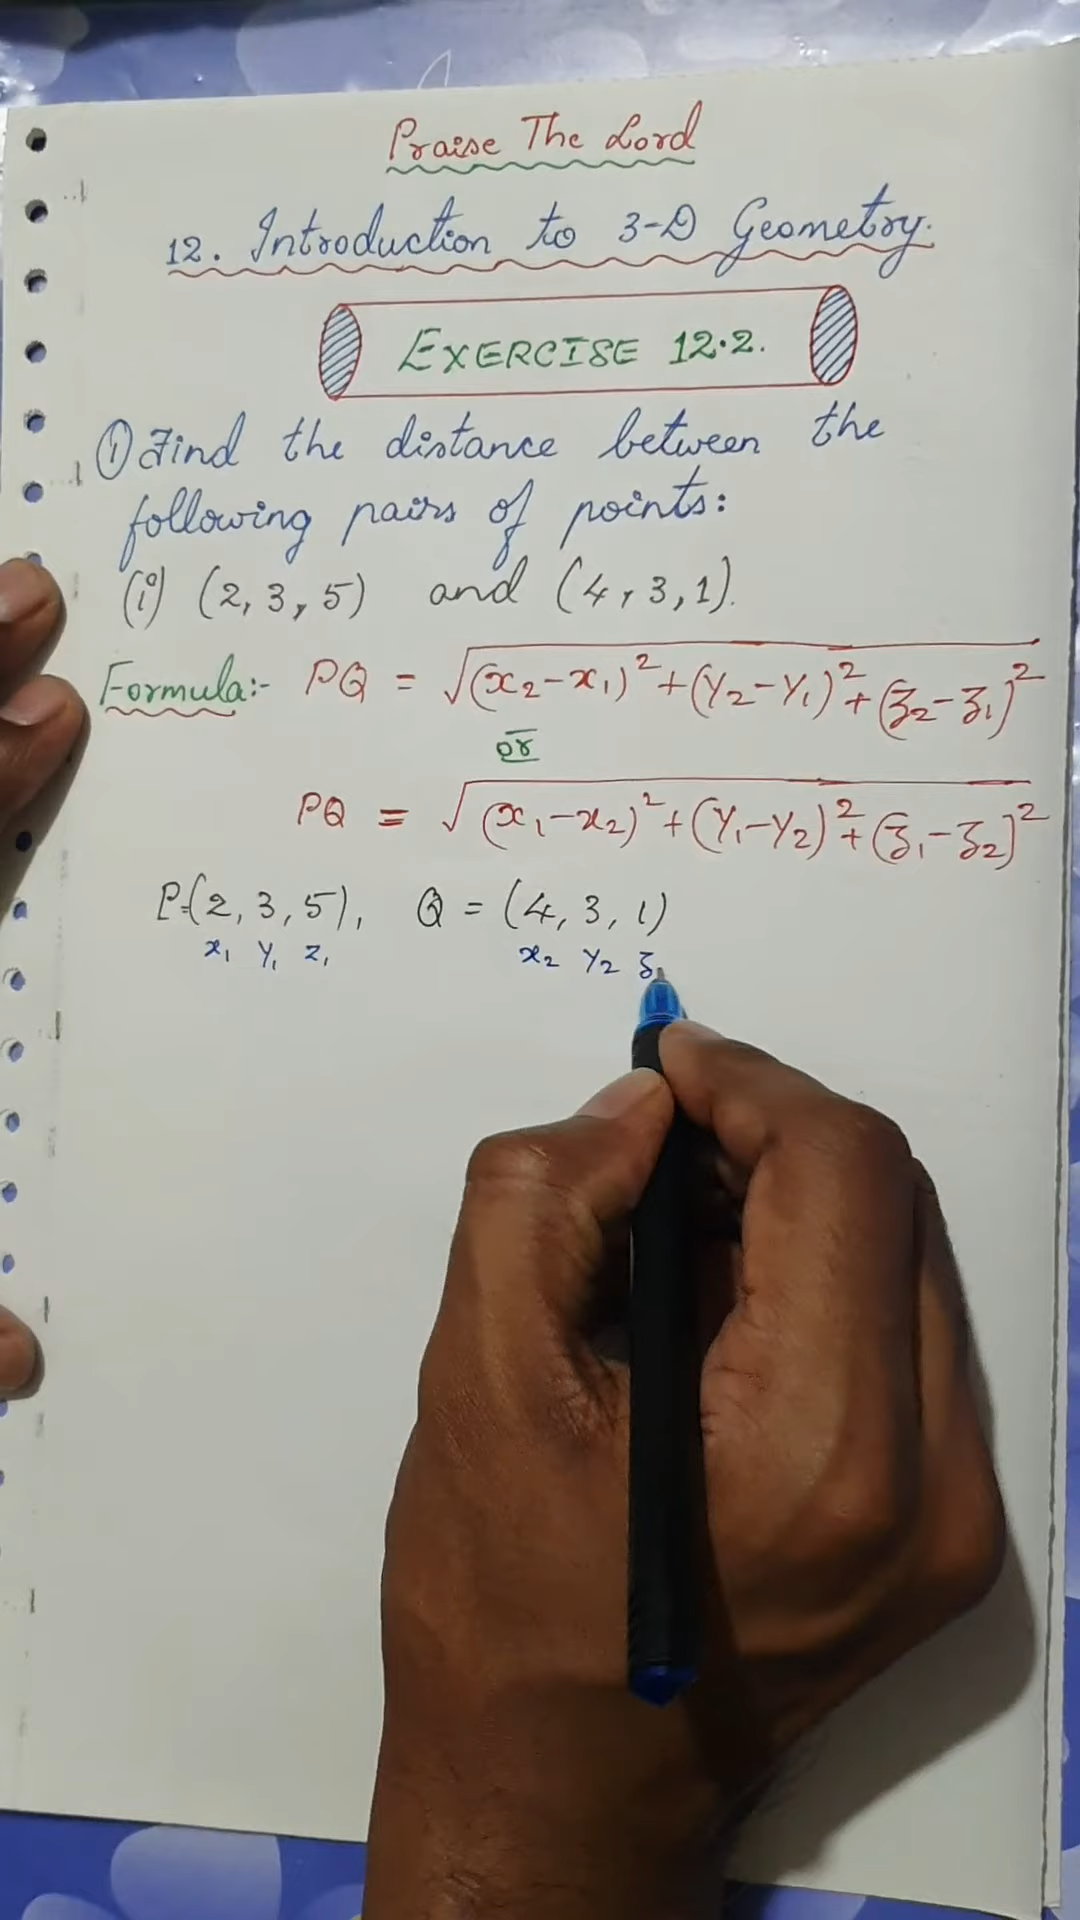 Praise The Lord
12. Introduction to 3-D Geometry.
EXERCISE 12.2.
① Find the distance between the
following pairs of points:
(i) (2, 3, 5) and (4, 3, 1).
Formula:- PQ = √(x₂-x₁)² + (y₂-y₁)² + (z₂-z₁)²
or
PQ = √(x₁-x₂)² + (y₁-y₂)² + (z₁-z₂)²
P=(2, 3, 5), Q = (4, 3, 1)
x₁ y₁ z₁ x₂ y₂ z